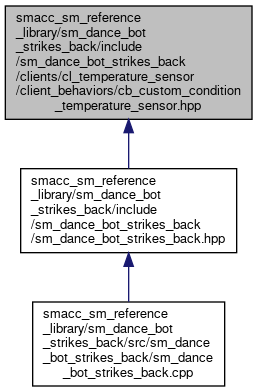 smacc_sm_reference
_library/sm_dance_bot
_strikes_back/include
/sm_dance_bot_strikes_back
/clients/cl_temperature_sensor
/client_behaviors/cb_custom_condition
_temperature_sensor.hpp
smacc_sm_reference
_library/sm_dance_bot
_strikes_back/include
/sm_dance_bot_strikes_back
/sm_dance_bot_strikes_back.hpp
smacc_sm_reference
_library/sm_dance_bot
_strikes_back/src/sm_dance
_bot_strikes_back/sm_dance
_bot_strikes_back.cpp